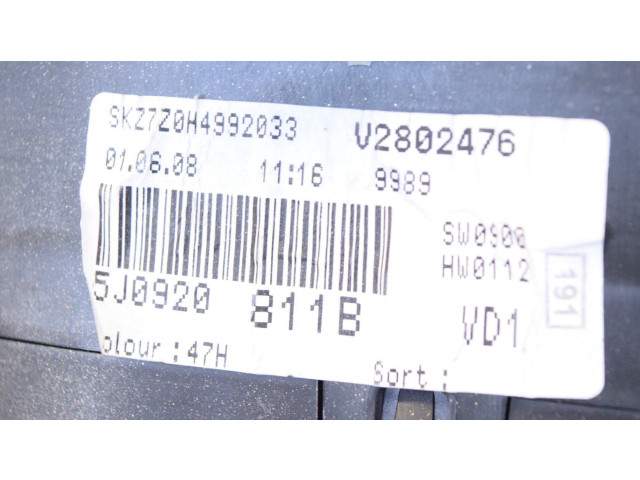 SKZ7Z0H4992033 V2802476
01.06.08 11:16 9989
SW0900
HW0112
191
5J0920 811B VD1
olour : 47H Sort :